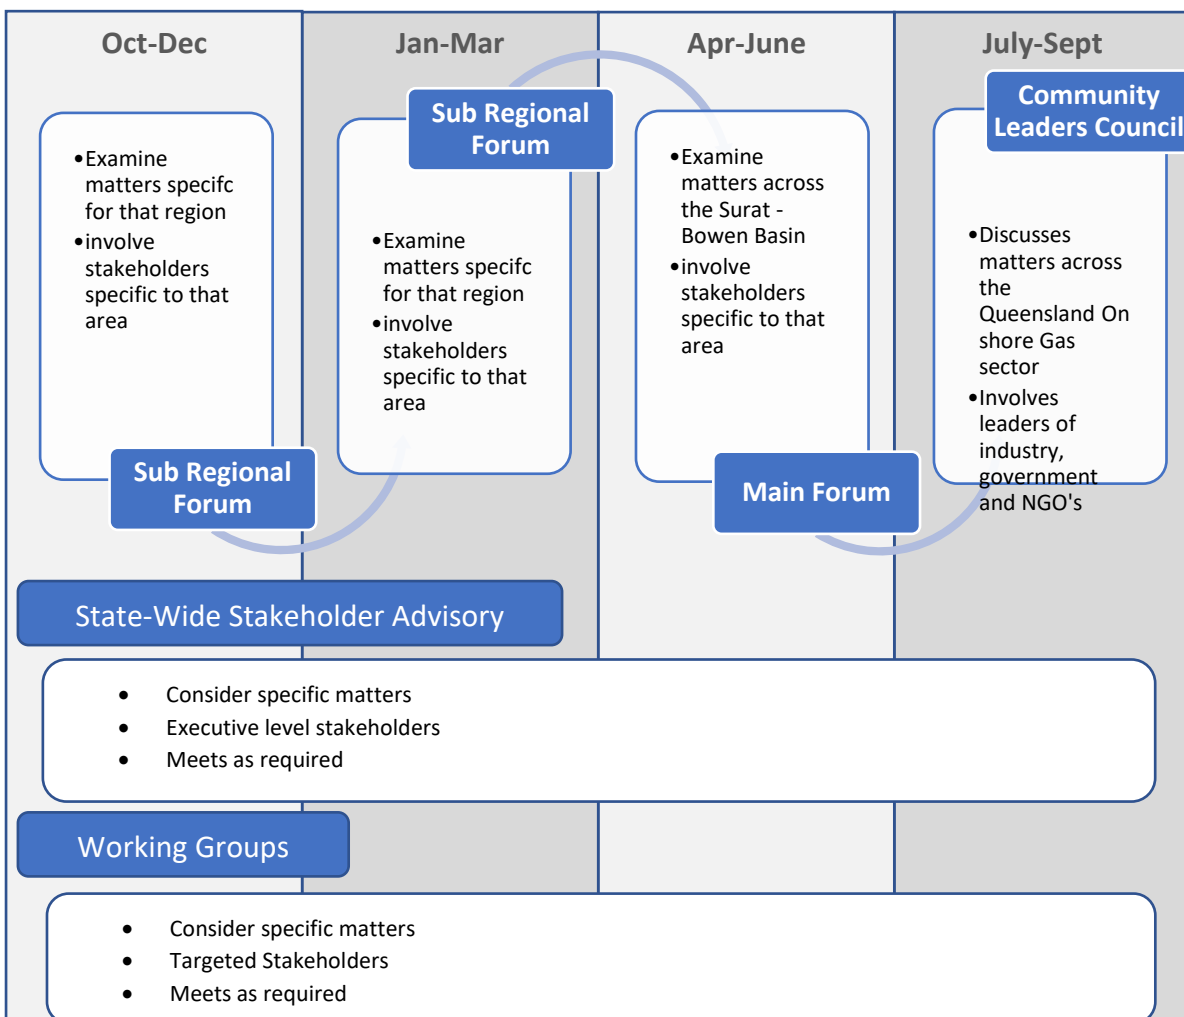 Oct-Dec
Jan-Mar
Apr-June
July-Sept
•Examine
matters specifc
for that region
•involve
stakeholders
specific to that
area
Sub Regional
Forum
Sub Regional
Forum
•Examine
matters specifc
for that region
•involve
stakeholders
specific to that
area
•Examine
matters across
the Surat -
Bowen Basin
•involve
stakeholders
specific to that
area
Main Forum
Community
Leaders Council
•Discusses
matters across
the
Queensland On
shore Gas
sector
•Involves
leaders of
industry,
government
and NGO's
State-Wide Stakeholder Advisory
• Consider specific matters
• Executive level stakeholders
• Meets as required
Working Groups
• Consider specific matters
• Targeted Stakeholders
• Meets as required